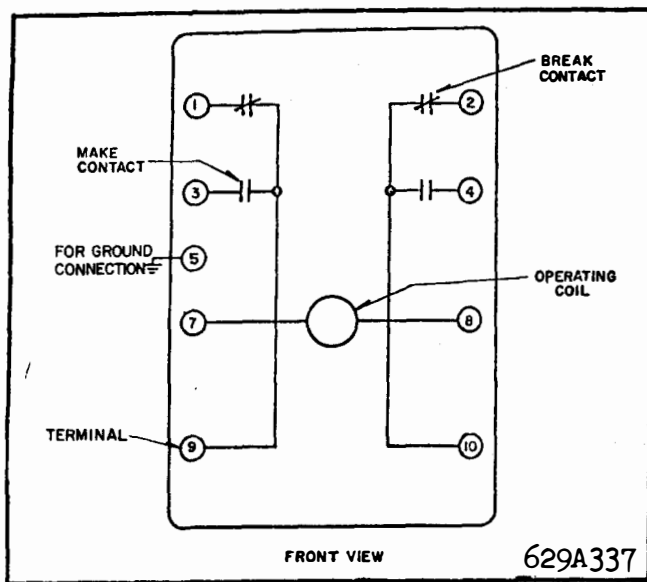 BREAK
CONTACT
1
2
MAKE
CONTACT
3
4
FOR GROUND
CONNECTION
5
OPERATING
COIL
7
8
TERMINAL
9
10
FRONT VIEW
629A337